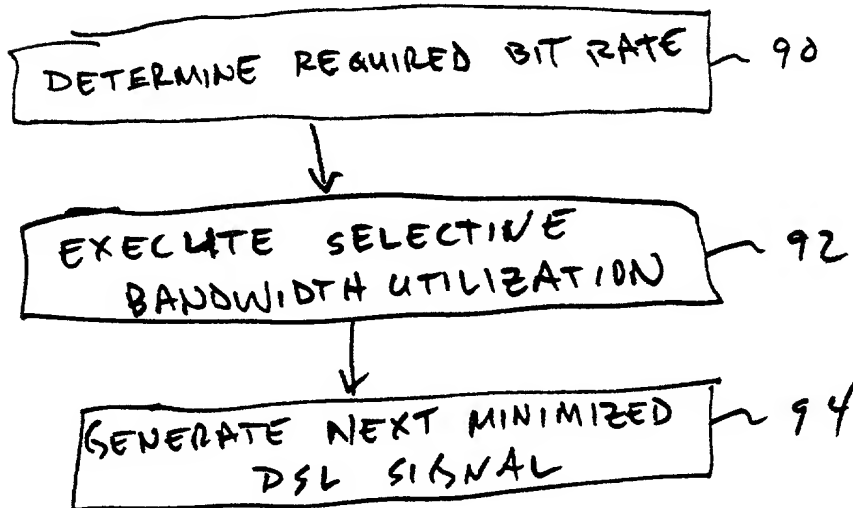 DETERMINE REQUIRED BIT RATE 90
EXECUTE SELECTIVE 92
BANDWIDTH UTILIZATION
GENERATE NEXT MINIMIZED 94
DSL SIGNAL